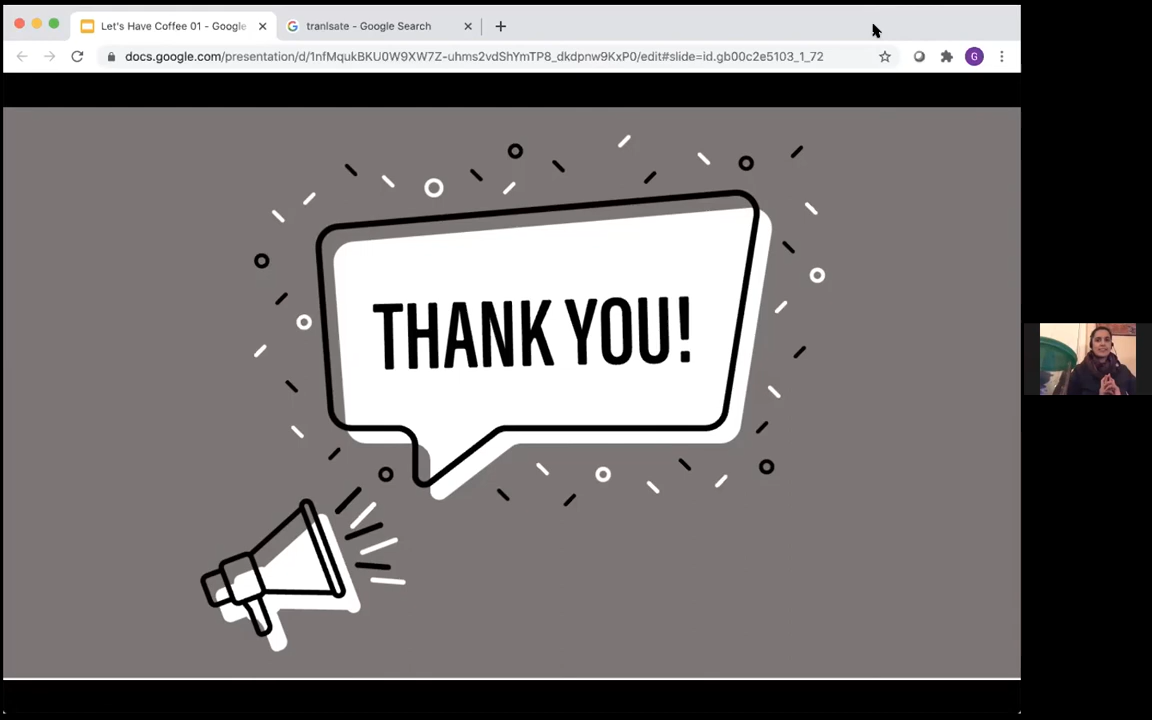 Let's Have Coffee 01 - Google
tranlsate - Google Search
docs.google.com/presentation/d/1nfMqukBKU0W9XW7Z-uhms2vdShYmTP8_dkdpnw9KxP0/edit#slide=id.gb00c2e5103_1_72
G
THANK YOU!